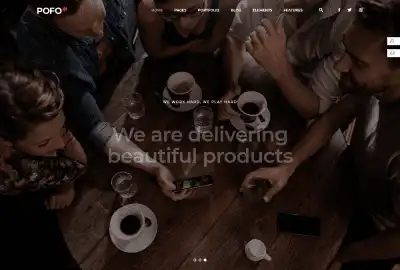 POFO
HOME PAGES PORTFOLIO BLOG ELEMENTS FEATURES
WE WORK HARD, WE PLAY HARD
We are delivering
beautiful products